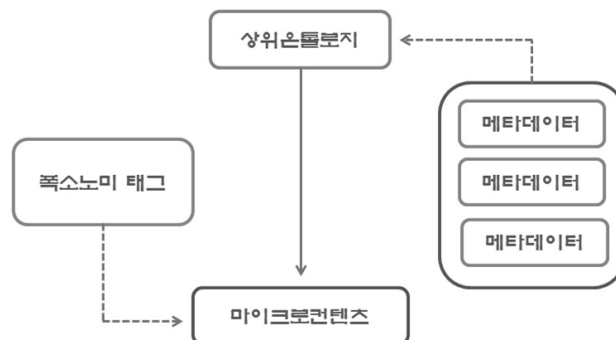 상위온톨로지
메타데이터
폭소노미 태그
메타데이터
메타데이터
마이크로컨텐츠